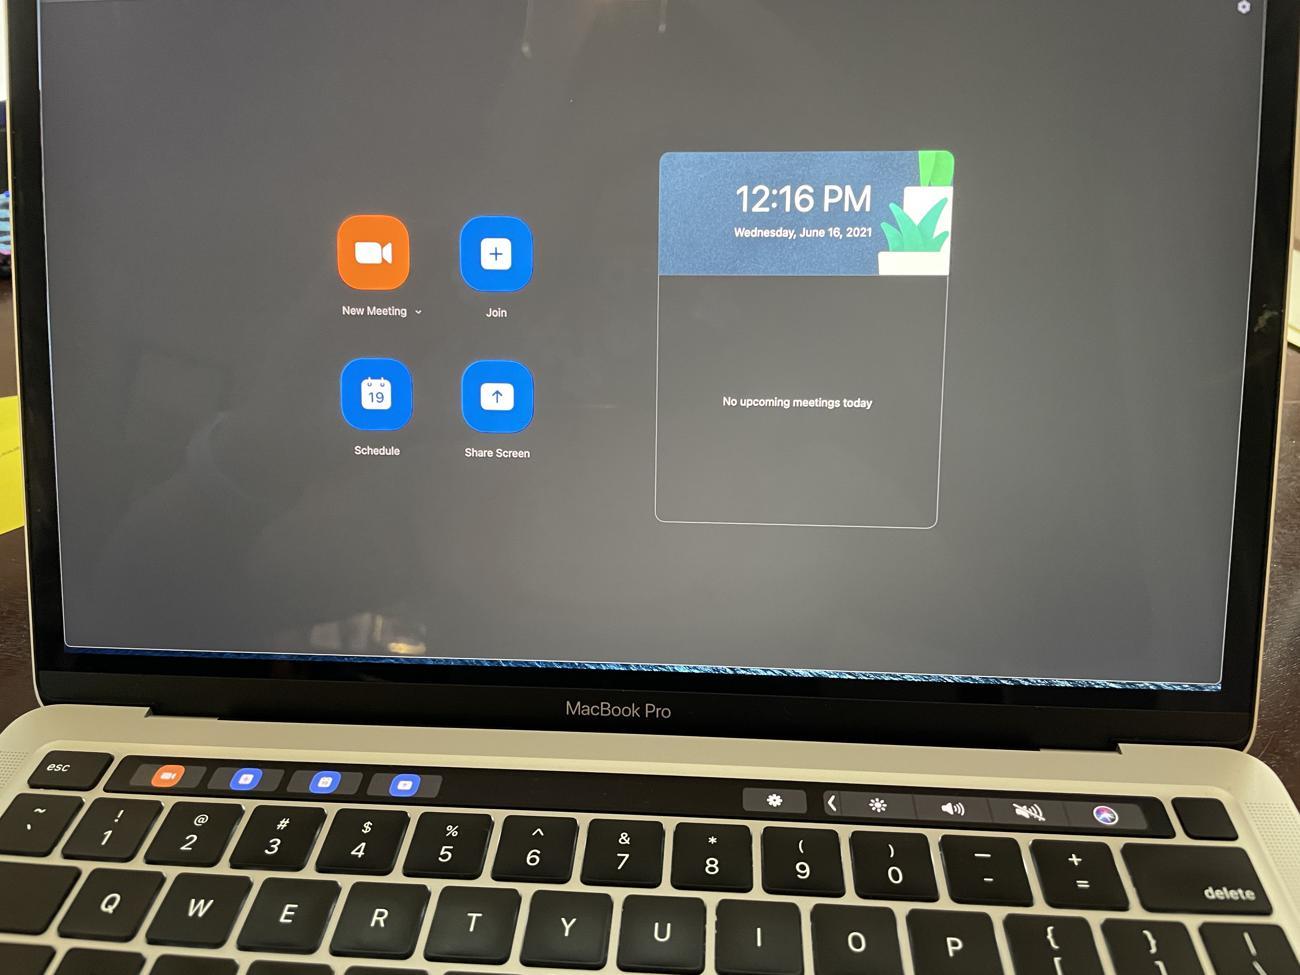 12:16 PM
Wednesday, June 16, 2021
New Meeting
Join
19
Schedule
Share Screen
No upcoming meetings today
MacBook Pro
esc
~ ! @ # $ % ^ & * ( ) — +
` 1 2 3 4 5 6 7 8 9 0 - =
delete
Q W E R T Y U I O P { } |
[ ]